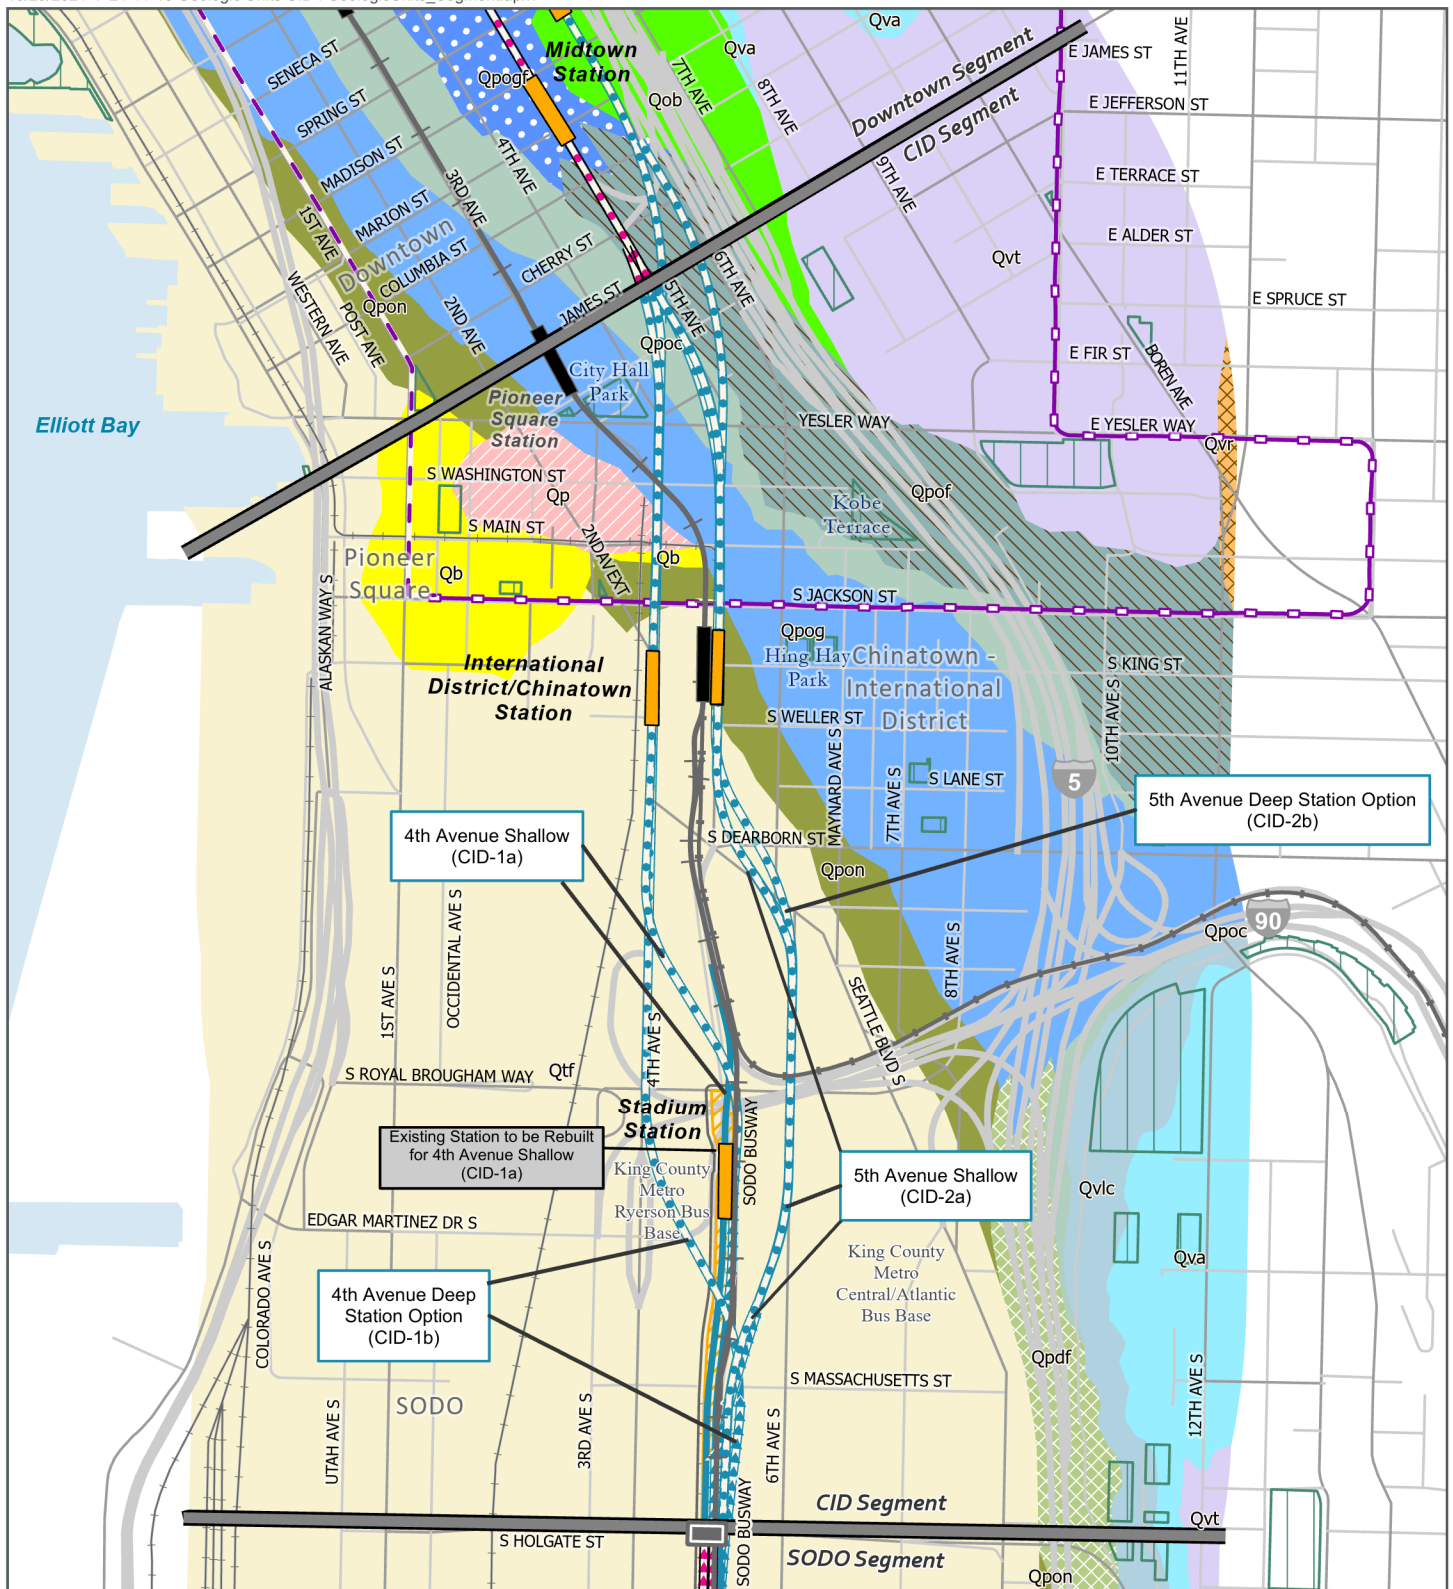 Qva
11TH AVE
E JAMES ST
Midtown
Station
Qva
SENECA ST
7TH AVE
8TH AVE
Downtown Segment
CID Segment
Qpogf
Qob
E JEFFERSON ST
SPRING ST
MADISON ST
4TH AVE
3RD AVE
9TH AVE
E TERRACE ST
MARION ST
1ST AVE
Downtown
COLUMBIA ST
CHERRY ST
E ALDER ST
Qvt
6TH AVE
WESTERN AVE
POST AVE
Qpon
2ND AVE
JAMES ST
5TH AVE
E SPRUCE ST
Qpoc
E FIR ST
BOREN AVE
City Hall
Park
Pioneer
Square
Station
Elliott Bay
YESLER WAY
E YESLER WAY
Qvr
S WASHINGTON ST
Qp
Qpof
Kobe
Terrace
S MAIN ST
2NDAV EXT
Pioneer
Square
Qb
Qb
ALASKAN WAY S
S JACKSON ST
Qpog
Hing Hay
Park
Chinatown -
International
District
S KING ST
International
District/Chinatown
Station
10TH AVE S
S WELLER ST
MAYNARD AVE S
7TH AVE S
S LANE ST
5
5th Avenue Deep Station Option
(CID-2b)
4th Avenue Shallow
(CID-1a)
S DEARBORN ST
Qpon
OCCIDENTAL AVE S
1ST AVE S
8TH AVE S
90
Qpoc
SEATTLE BLVD S
4TH AVE S
S ROYAL BROUGHAM WAY
Qtf
Stadium
Station
SODO BUSWAY
Existing Station to be Rebuilt
for 4th Avenue Shallow
(CID-1a)
King County
Metro
Ryerson Bus
Base
5th Avenue Shallow
(CID-2a)
Qvlc
EDGAR MARTINEZ DR S
COLORADO AVE S
King County
Metro
Central/Atlantic
Bus Base
Qva
4th Avenue Deep
Station Option
(CID-1b)
Qpdf
12TH AVE S
S MASSACHUSETTS ST
SODO
UTAH AVE S
3RD AVE S
6TH AVE S
SODO BUSWAY
CID Segment
Qvt
S HOLGATE ST
SODO Segment
Qpon